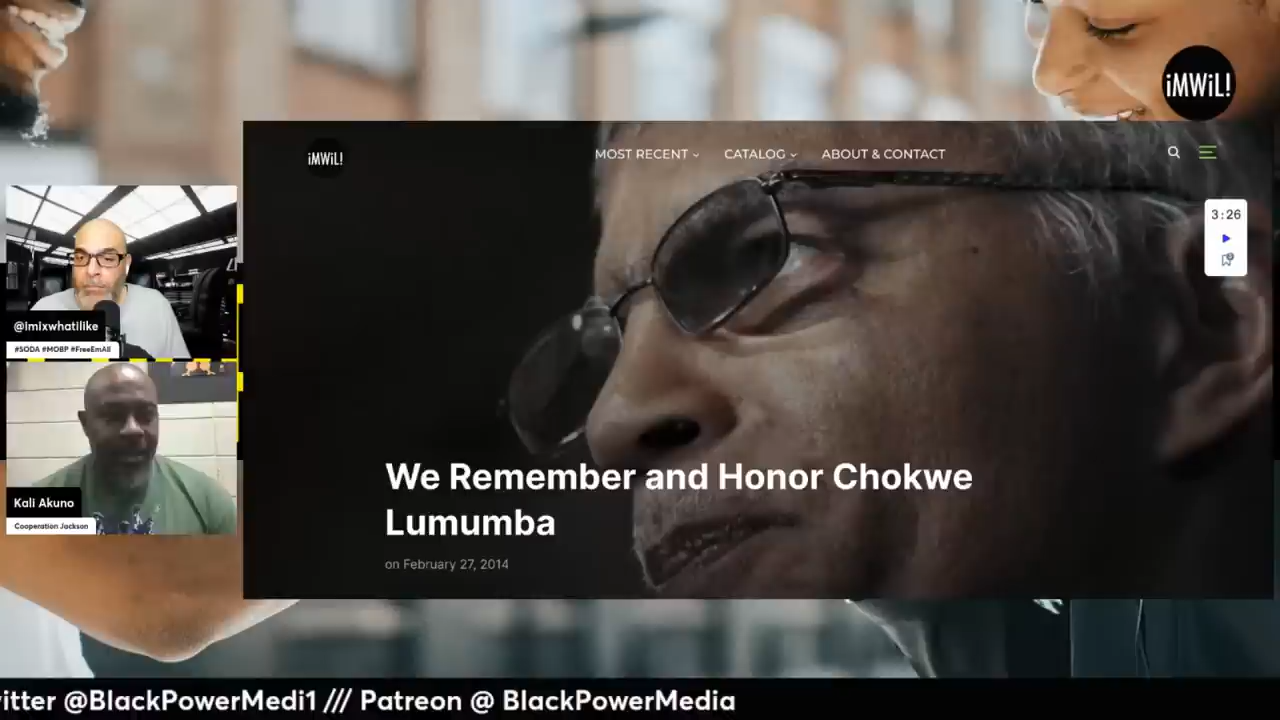 iMWiL!
iMWiL!
MOST RECENT
CATALOG
ABOUT & CONTACT
3:26
@Imixwhatilike
#SODA #MOBP #FreeEmAll
Kali Akuno
Cooperation Jackson
We Remember and Honor Chokwe
Lumumba
on February 27, 2014
itter @BlackPowerMedi1 /// Patreon @ BlackPowerMedia